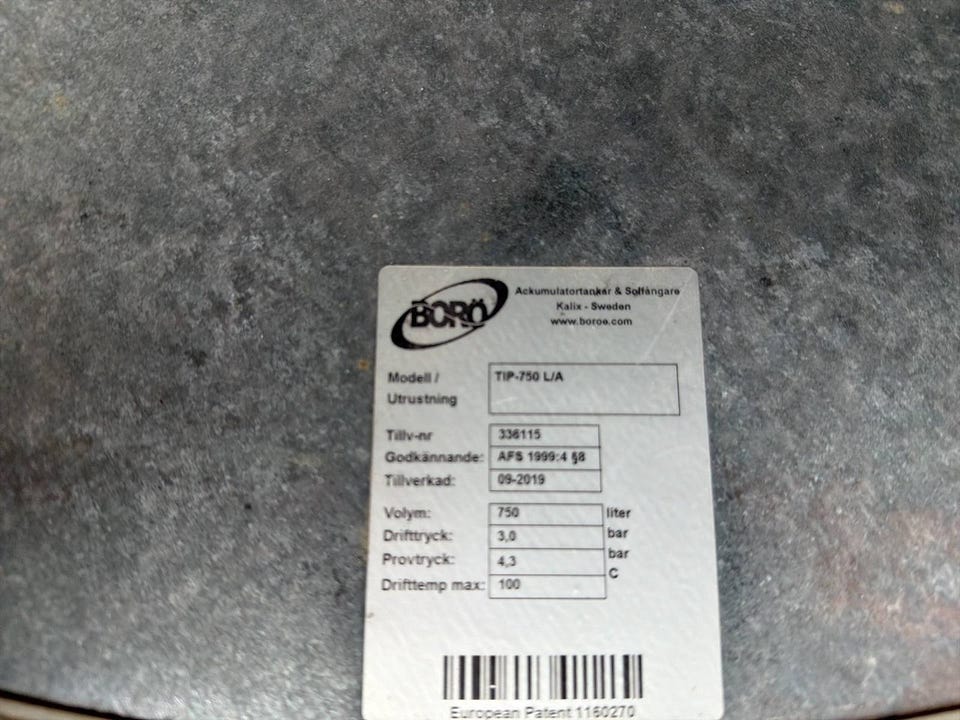 BORÖ
Ackumulatortankar & Solfångare
Kalix - Sweden
www.boroe.com
Modell / Utrustning TIP-750 L/A
Tillv-nr 336115
Godkännande: AFS 1999:4 §8
Tillverkad: 09-2019
Volym: 750 liter
Drifttryck: 3,0 bar
Provtryck: 4,3 bar
Drifttemp max: 100 C
European Patent 1160270